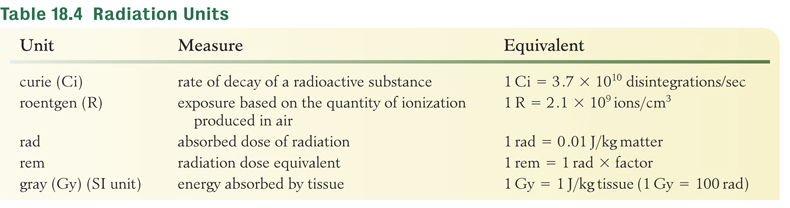 Table 18.4 Radiation Units
Unit Measure Equivalent
curie (Ci) rate of decay of a radioactive substance 1 Ci = 3.7 × 10¹⁰ disintegrations/sec
roentgen (R) exposure based on the quantity of ionization 1 R = 2.1 × 10⁹ ions/cm³
produced in air
rad absorbed dose of radiation 1 rad = 0.01 J/kg matter
rem radiation dose equivalent 1 rem = 1 rad × factor
gray (Gy) (SI unit) energy absorbed by tissue 1 Gy = 1 J/kg tissue (1 Gy = 100 rad)